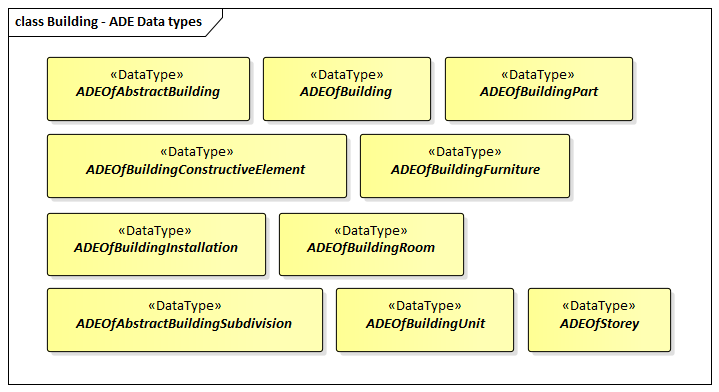 class Building - ADE Data types
«DataType»
ADEOfAbstractBuilding
«DataType»
ADEOfBuilding
«DataType»
ADEOfBuildingPart
«DataType»
ADEOfBuildingConstructiveElement
«DataType»
ADEOfBuildingFurniture
«DataType»
ADEOfBuildingInstallation
«DataType»
ADEOfBuildingRoom
«DataType»
ADEOfAbstractBuildingSubdivision
«DataType»
ADEOfBuildingUnit
«DataType»
ADEOfStorey